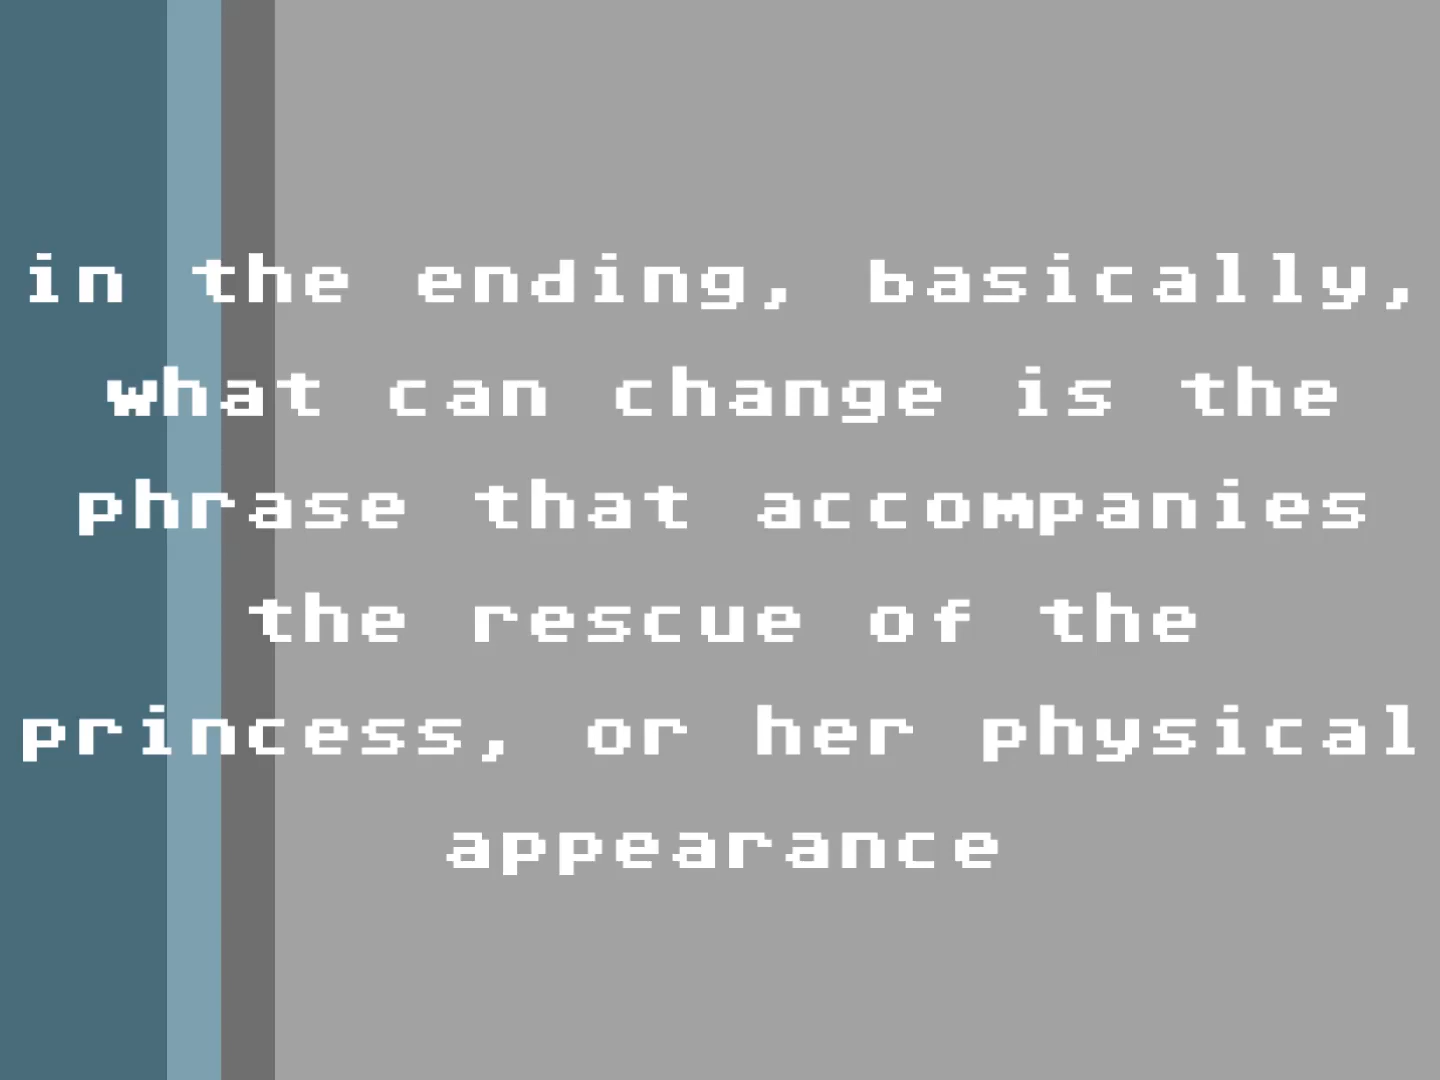 in the ending, basically,
what can change is the
phrase that accompanies
the rescue of the
princess, or her physical
appearance